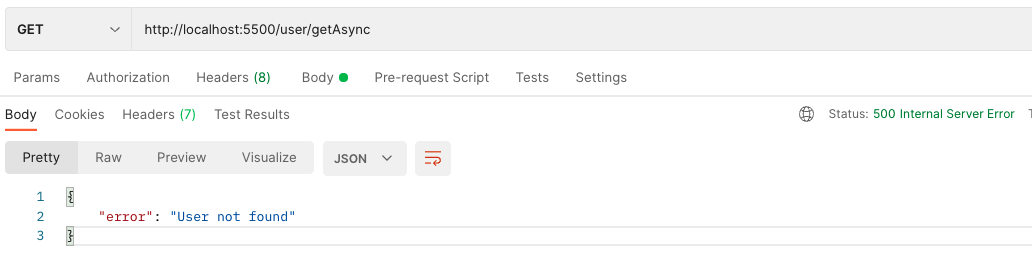 GET http://localhost:5500/user/getAsync
Params Authorization Headers (8) Body Pre-request Script Tests Settings
Body Cookies Headers (7) Test Results Status: 500 Internal Server Error T
Pretty Raw Preview Visualize JSON
1 {
2 "error": "User not found"
3 }